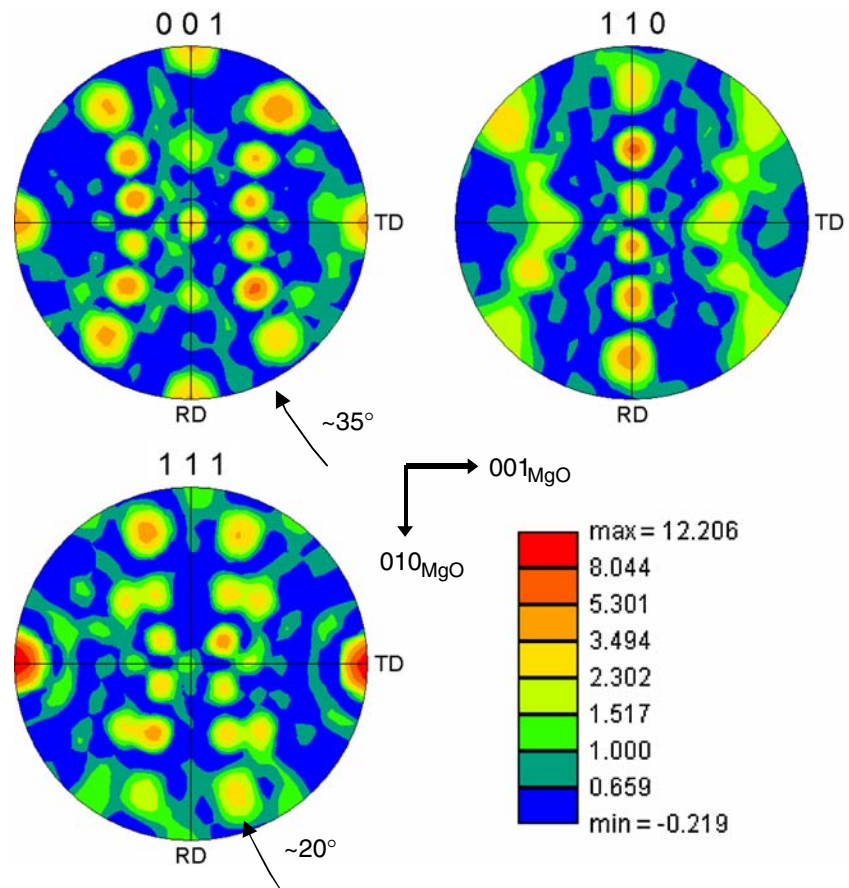 0 0 1
1 1 0
TD
TD
RD
RD
~35°
1 1 1
001MgO
010MgO
TD
RD
~20°
max = 12.206
8.044
5.301
3.494
2.302
1.517
1.000
0.659
min = -0.219